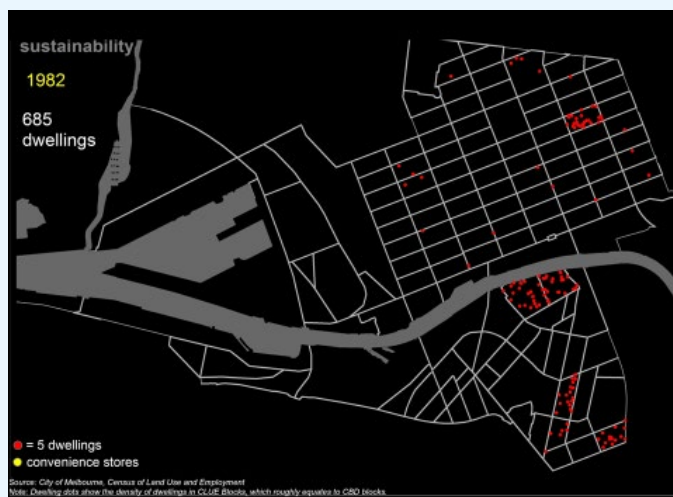 sustainability
1982
685
dwellings
= 5 dwellings
convenience stores
Source: City of Melbourne, Census of Land Use and Employment
Note: Dwelling dots show the density of dwellings in CLUE Blocks, which roughly equates to CBD blocks.